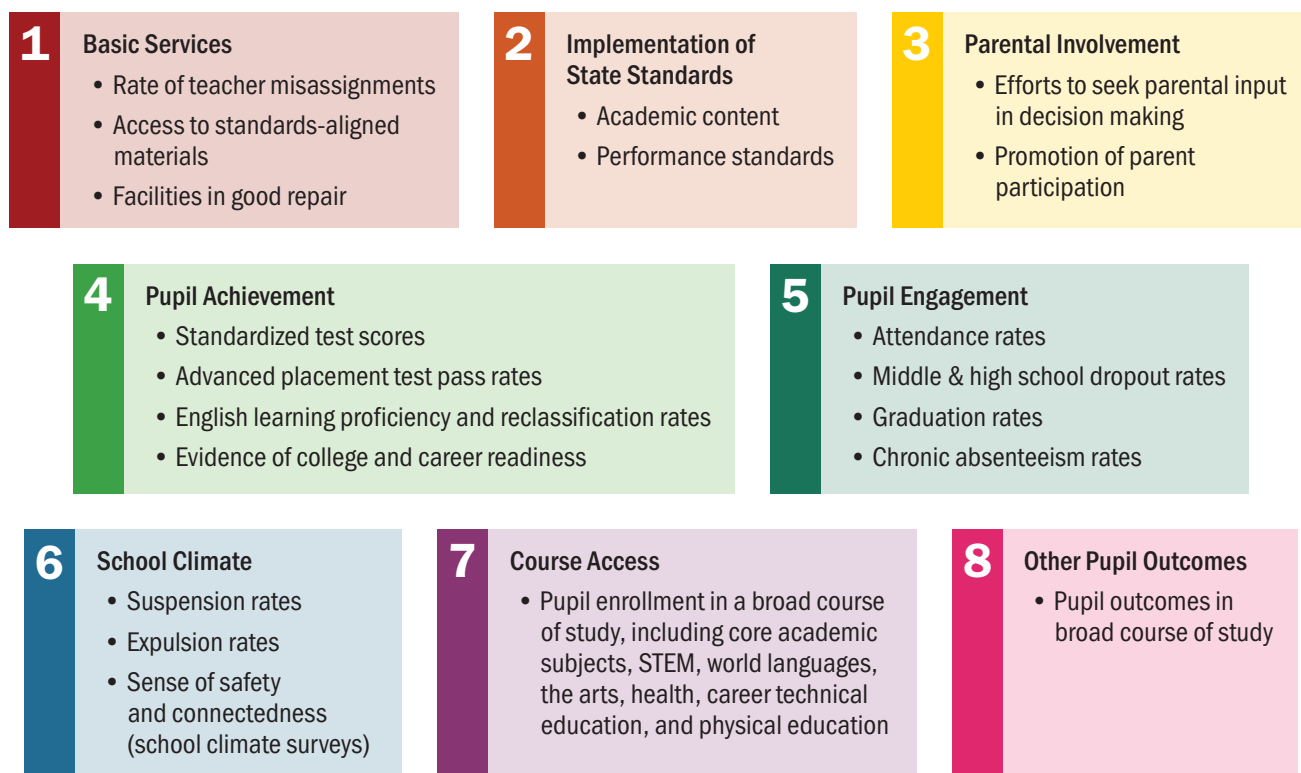 1
Basic Services
• Rate of teacher misassignments
• Access to standards-aligned
materials
• Facilities in good repair
2
Implementation of
State Standards
• Academic content
• Performance standards
3
Parental Involvement
• Efforts to seek parental input
in decision making
• Promotion of parent
participation
4
Pupil Achievement
• Standardized test scores
• Advanced placement test pass rates
• English learning proficiency and reclassification rates
• Evidence of college and career readiness
5
Pupil Engagement
• Attendance rates
• Middle & high school dropout rates
• Graduation rates
• Chronic absenteeism rates
6
School Climate
• Suspension rates
• Expulsion rates
• Sense of safety
and connectedness
(school climate surveys)
7
Course Access
• Pupil enrollment in a broad course
of study, including core academic
subjects, STEM, world languages,
the arts, health, career technical
education, and physical education
8
Other Pupil Outcomes
• Pupil outcomes in
broad course of study